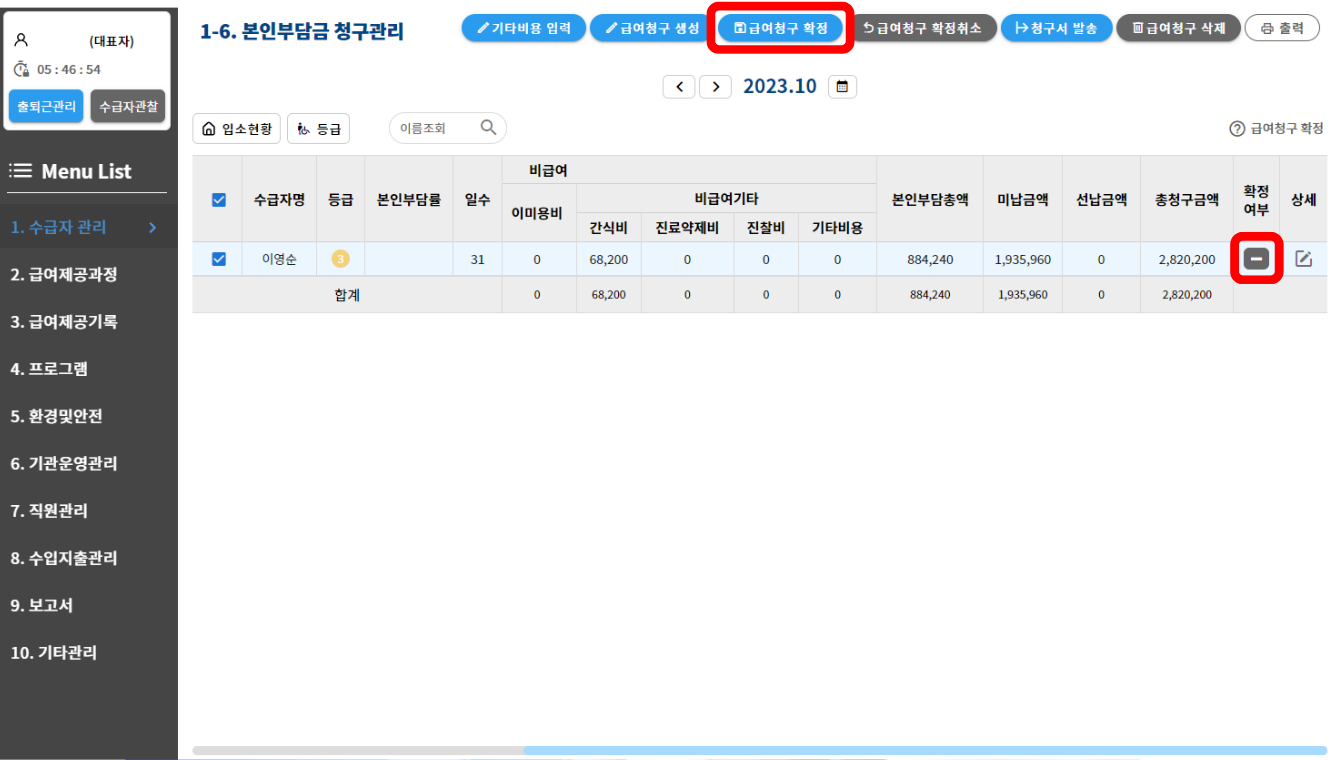 (대표자)
05 : 46 : 54
출퇴근관리 수급자관찰
Menu List
1. 수급자 관리
2. 급여제공과정
3. 급여제공기록
4. 프로그램
5. 환경및안전
6. 기관운영관리
7. 직원관리
8. 수입지출관리
9. 보고서
10. 기타관리
1-6. 본인부담금 청구관리
기타비용 입력 급여청구 생성 급여청구 확정 급여청구 확정취소 청구서 발송 급여청구 삭제 출력
2023.10
입소현황 등급 이름조회 급여청구 확정
비급여
수급자명 등급 본인부담률 일수 이미용비 비급여기타 본인부담총액 미납금액 선납금액 총청구금액 확정여부 상세
간식비 진료약제비 진찰비 기타비용
이영순 3 31 0 68,200 0 0 0 884,240 1,935,960 0 2,820,200
합계 0 68,200 0 0 0 884,240 1,935,960 0 2,820,200